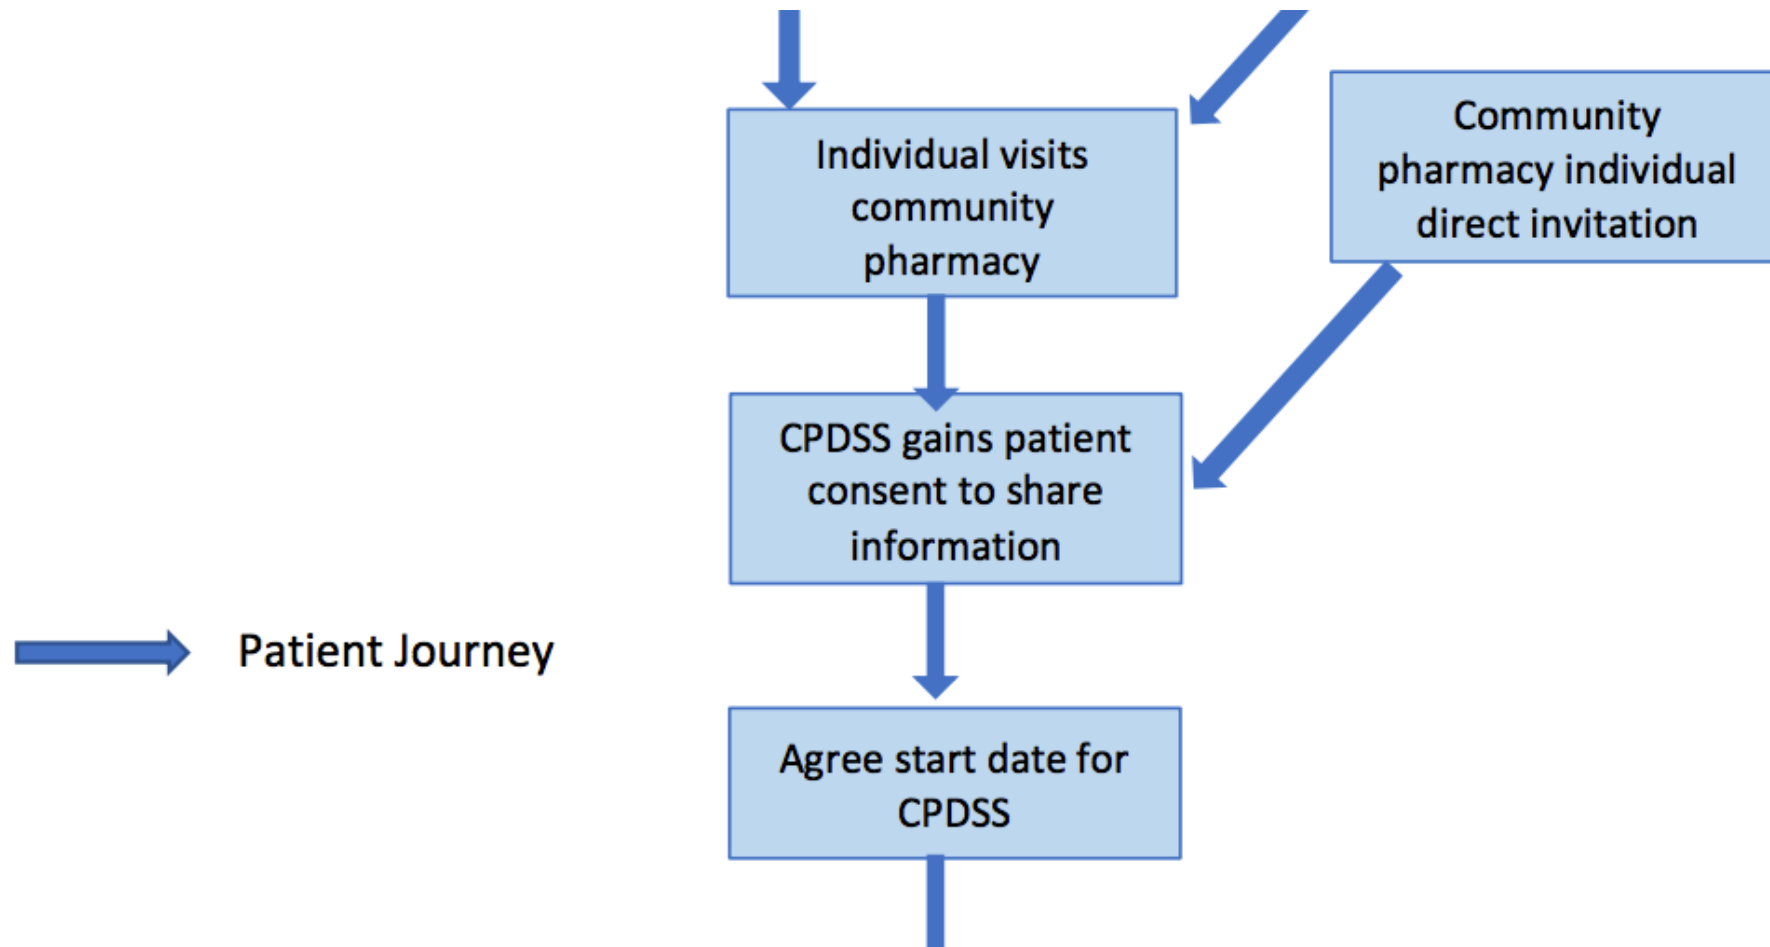 Individual visits
community
pharmacy
Community
pharmacy individual
direct invitation
CPDSS gains patient
consent to share
information
Patient Journey
Agree start date for
CPDSS